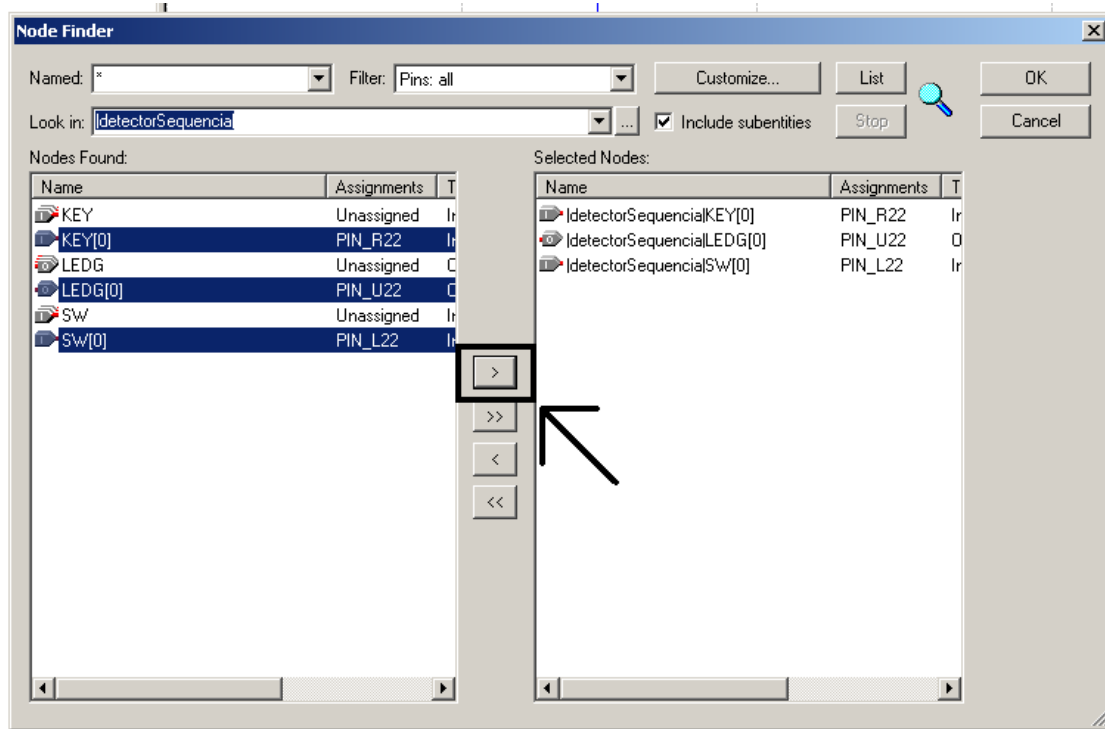 Node Finder
Named: * Filter: Pins: all Customize... List OK
Look in: |detectorSequencia| ... Include subentities Stop Cancel
Nodes Found: Selected Nodes:
Name Assignments T Name Assignments T
KEY Unassigned In |detectorSequencia|KEY[0] PIN_R22 In
KEY[0] PIN_R22 In |detectorSequencia|LEDG[0] PIN_U22 O
LEDG Unassigned O |detectorSequencia|SW[0] PIN_L22 In
LEDG[0] PIN_U22 O
SW Unassigned In
SW[0] PIN_L22 In
>
>>
<
<<